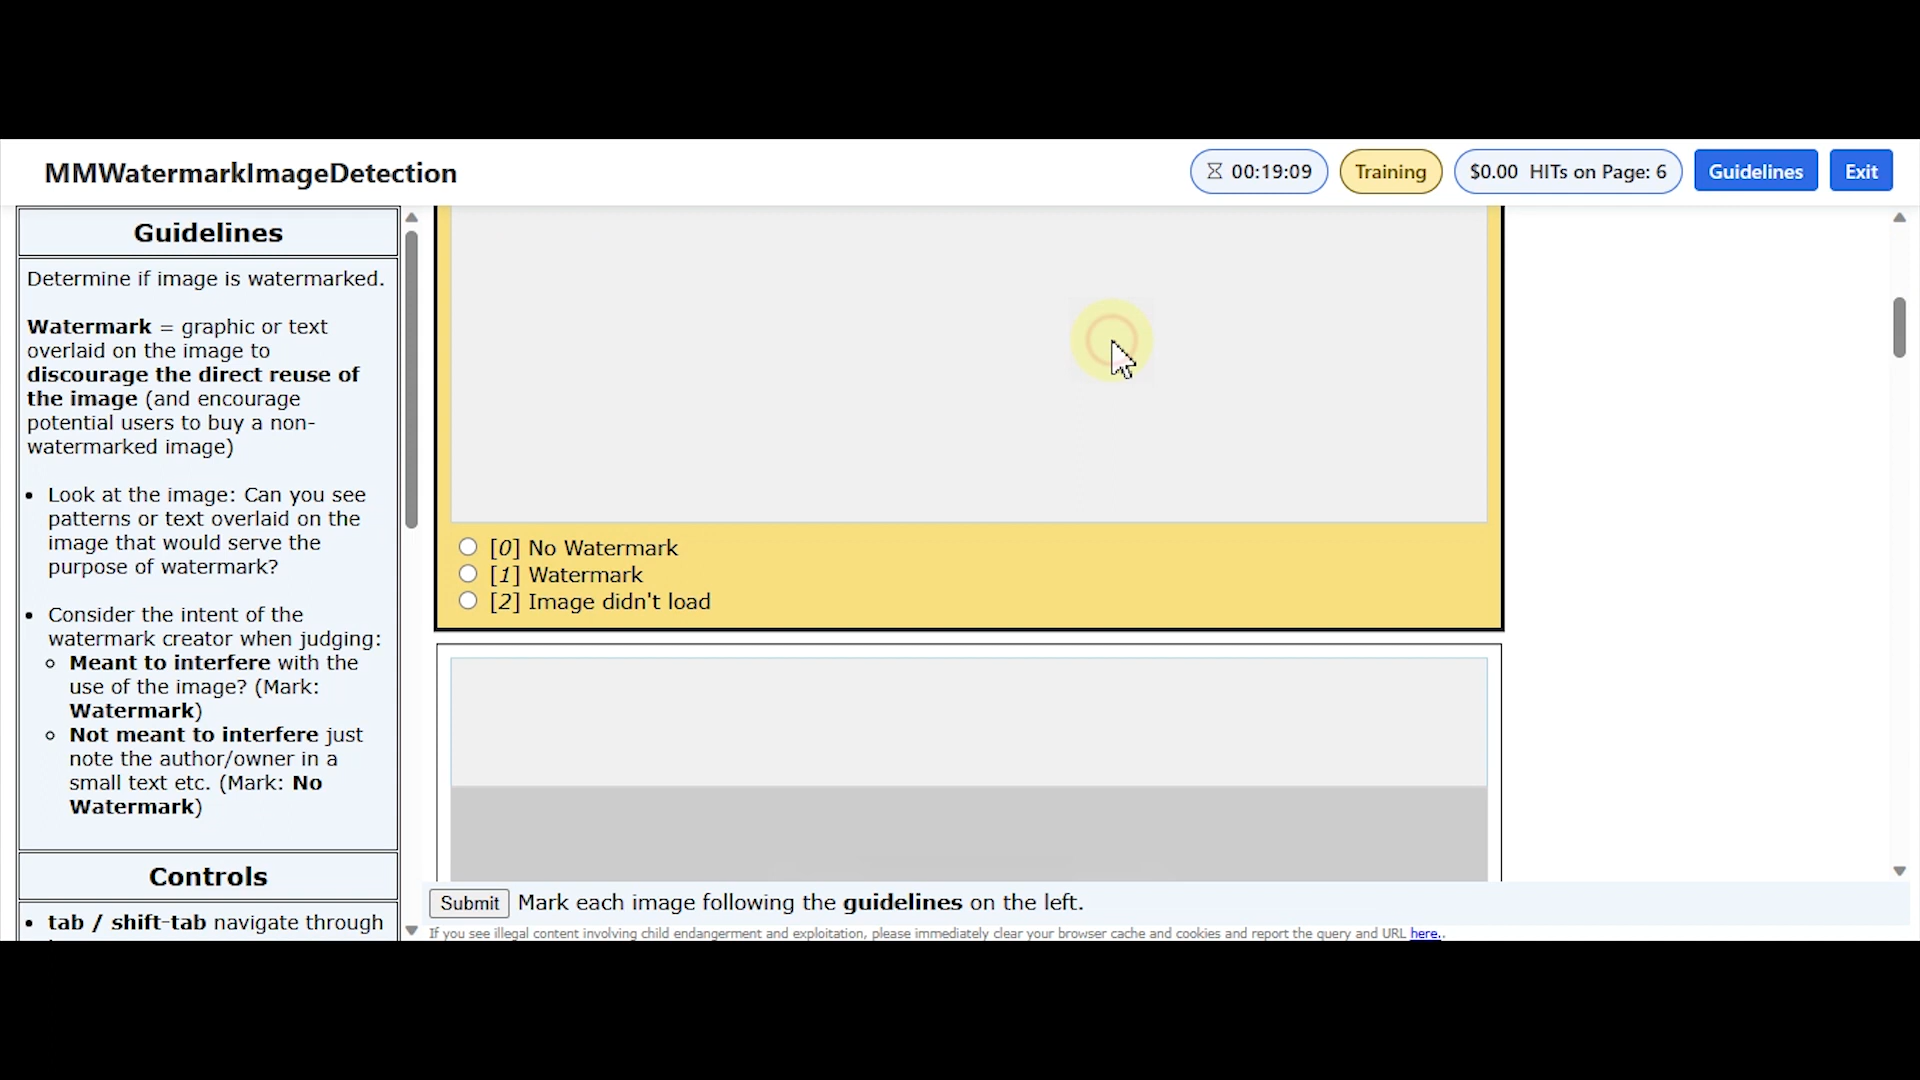 MMWatermarkImageDetection
00:19:09
Training
$0.00 HITs on Page: 6
Guidelines
Exit
Guidelines
Determine if image is watermarked.
Watermark = graphic or text
overlaid on the image to
discourage the direct reuse of
the image (and encourage
potential users to buy a non-
watermarked image)
• Look at the image: Can you see
patterns or text overlaid on the
image that would serve the
purpose of watermark?
• Consider the intent of the
watermark creator when judging:
Meant to interfere with the
use of the image? (Mark:
Watermark)
Not meant to interfere just
note the author/owner in a
small text etc. (Mark: No
Watermark)
Controls
• tab / shift-tab navigate through
[0] No Watermark
[1] Watermark
[2] Image didn't load
Submit Mark each image following the guidelines on the left.
If you see illegal content involving child endangerment and exploitation, please immediately clear your browser cache and cookies and report the query and URL here..